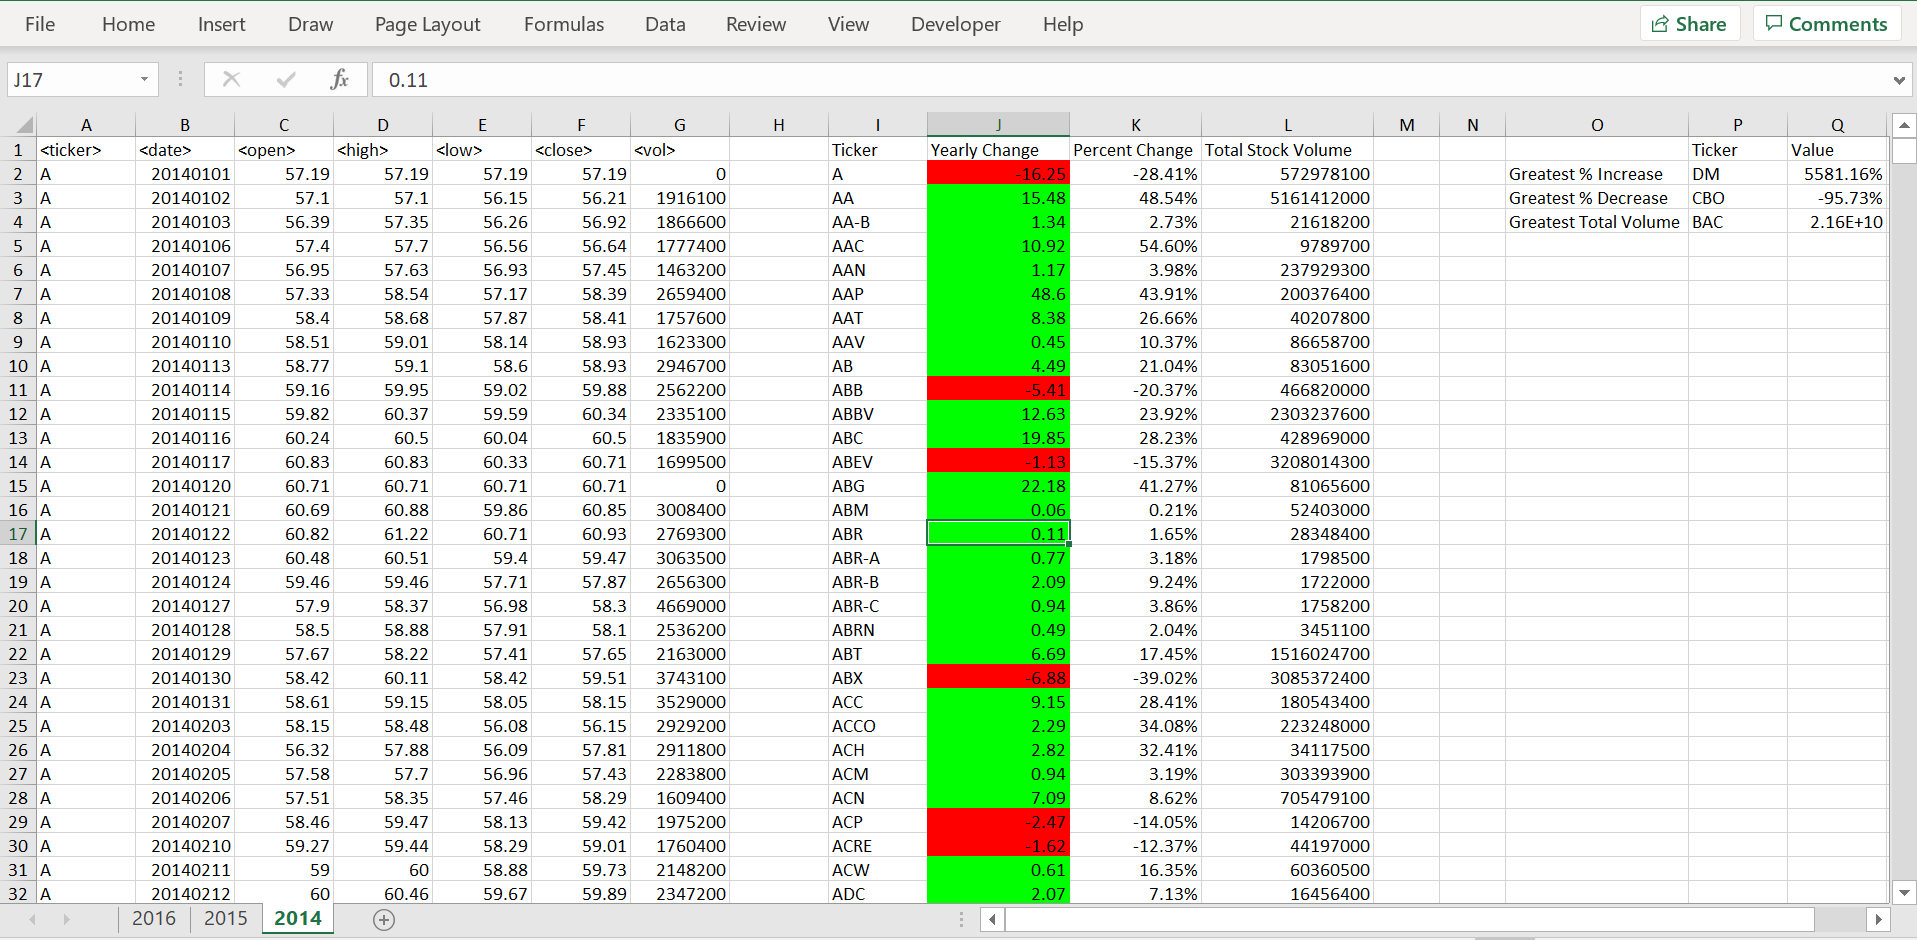 File Home Insert Draw Page Layout Formulas Data Review View Developer Help Share Comments
J17 fx 0.11
A B C D E F G H I J K L M N O P Q
1 <ticker> <date> <open> <high> <low> <close> <vol> Ticker Yearly Change Percent Change Total Stock Volume Ticker Value
2 A 20140101 57.19 57.19 57.19 57.19 0 A -16.25 -28.41% 572978100 Greatest % Increase DM 5581.16%
3 A 20140102 57.1 57.1 56.15 56.21 1916100 AA 15.48 48.54% 5161412000 Greatest % Decrease CBO -95.73%
4 A 20140103 56.39 57.35 56.26 56.92 1866600 AA-B 1.34 2.73% 21618200 Greatest Total Volume BAC 2.16E+10
5 A 20140106 57.4 57.7 56.56 56.64 1777400 AAC 10.92 54.60% 9789700
6 A 20140107 56.95 57.63 56.93 57.45 1463200 AAN 1.17 3.98% 237929300
7 A 20140108 57.33 58.54 57.17 58.39 2659400 AAP 48.6 43.91% 200376400
8 A 20140109 58.4 58.68 57.87 58.41 1757600 AAT 8.38 26.66% 40207800
9 A 20140110 58.51 59.01 58.14 58.93 1623300 AAV 0.45 10.37% 86658700
10 A 20140113 58.77 59.1 58.6 58.93 2946700 AB 4.49 21.04% 83051600
11 A 20140114 59.16 59.95 59.02 59.88 2562200 ABB -5.41 -20.37% 466820000
12 A 20140115 59.82 60.37 59.59 60.34 2335100 ABBV 12.63 23.92% 2303237600
13 A 20140116 60.24 60.5 60.04 60.5 1835900 ABC 19.85 28.23% 428969000
14 A 20140117 60.83 60.83 60.33 60.71 1699500 ABEV -1.13 -15.37% 3208014300
15 A 20140120 60.71 60.71 60.71 60.71 0 ABG 22.18 41.27% 81065600
16 A 20140121 60.69 60.88 59.86 60.85 3008400 ABM 0.06 0.21% 52403000
17 A 20140122 60.82 61.22 60.71 60.93 2769300 ABR 0.11 1.65% 28348400
18 A 20140123 60.48 60.51 59.4 59.47 3063500 ABR-A 0.77 3.18% 1798500
19 A 20140124 59.46 59.46 57.71 57.87 2656300 ABR-B 2.09 9.24% 1722000
20 A 20140127 57.9 58.37 56.98 58.3 4669000 ABR-C 0.94 3.86% 1758200
21 A 20140128 58.5 58.88 57.91 58.1 2536200 ABRN 0.49 2.04% 3451100
22 A 20140129 57.67 58.22 57.41 57.65 2163000 ABT 6.69 17.45% 1516024700
23 A 20140130 58.42 60.11 58.42 59.51 3743100 ABX -6.88 -39.02% 3085372400
24 A 20140131 58.61 59.15 58.05 58.15 3529000 ACC 9.15 28.41% 180543400
25 A 20140203 58.15 58.48 56.08 56.15 2929200 ACCO 2.29 34.08% 223248000
26 A 20140204 56.32 57.88 56.09 57.81 2911800 ACH 2.82 32.41% 34117500
27 A 20140205 57.58 57.7 56.96 57.43 2283800 ACM 0.94 3.19% 303393900
28 A 20140206 57.51 58.35 57.46 58.29 1609400 ACN 7.09 8.62% 705479100
29 A 20140207 58.46 59.47 58.13 59.42 1975200 ACP -2.47 -14.05% 14206700
30 A 20140210 59.27 59.44 58.29 59.01 1760400 ACRE -1.62 -12.37% 44197000
31 A 20140211 59 60 58.88 59.73 2148200 ACW 0.61 16.35% 60360500
32 A 20140212 60 60.46 59.67 59.89 2347200 ADC 2.07 7.13% 16456400
2016 2015 2014